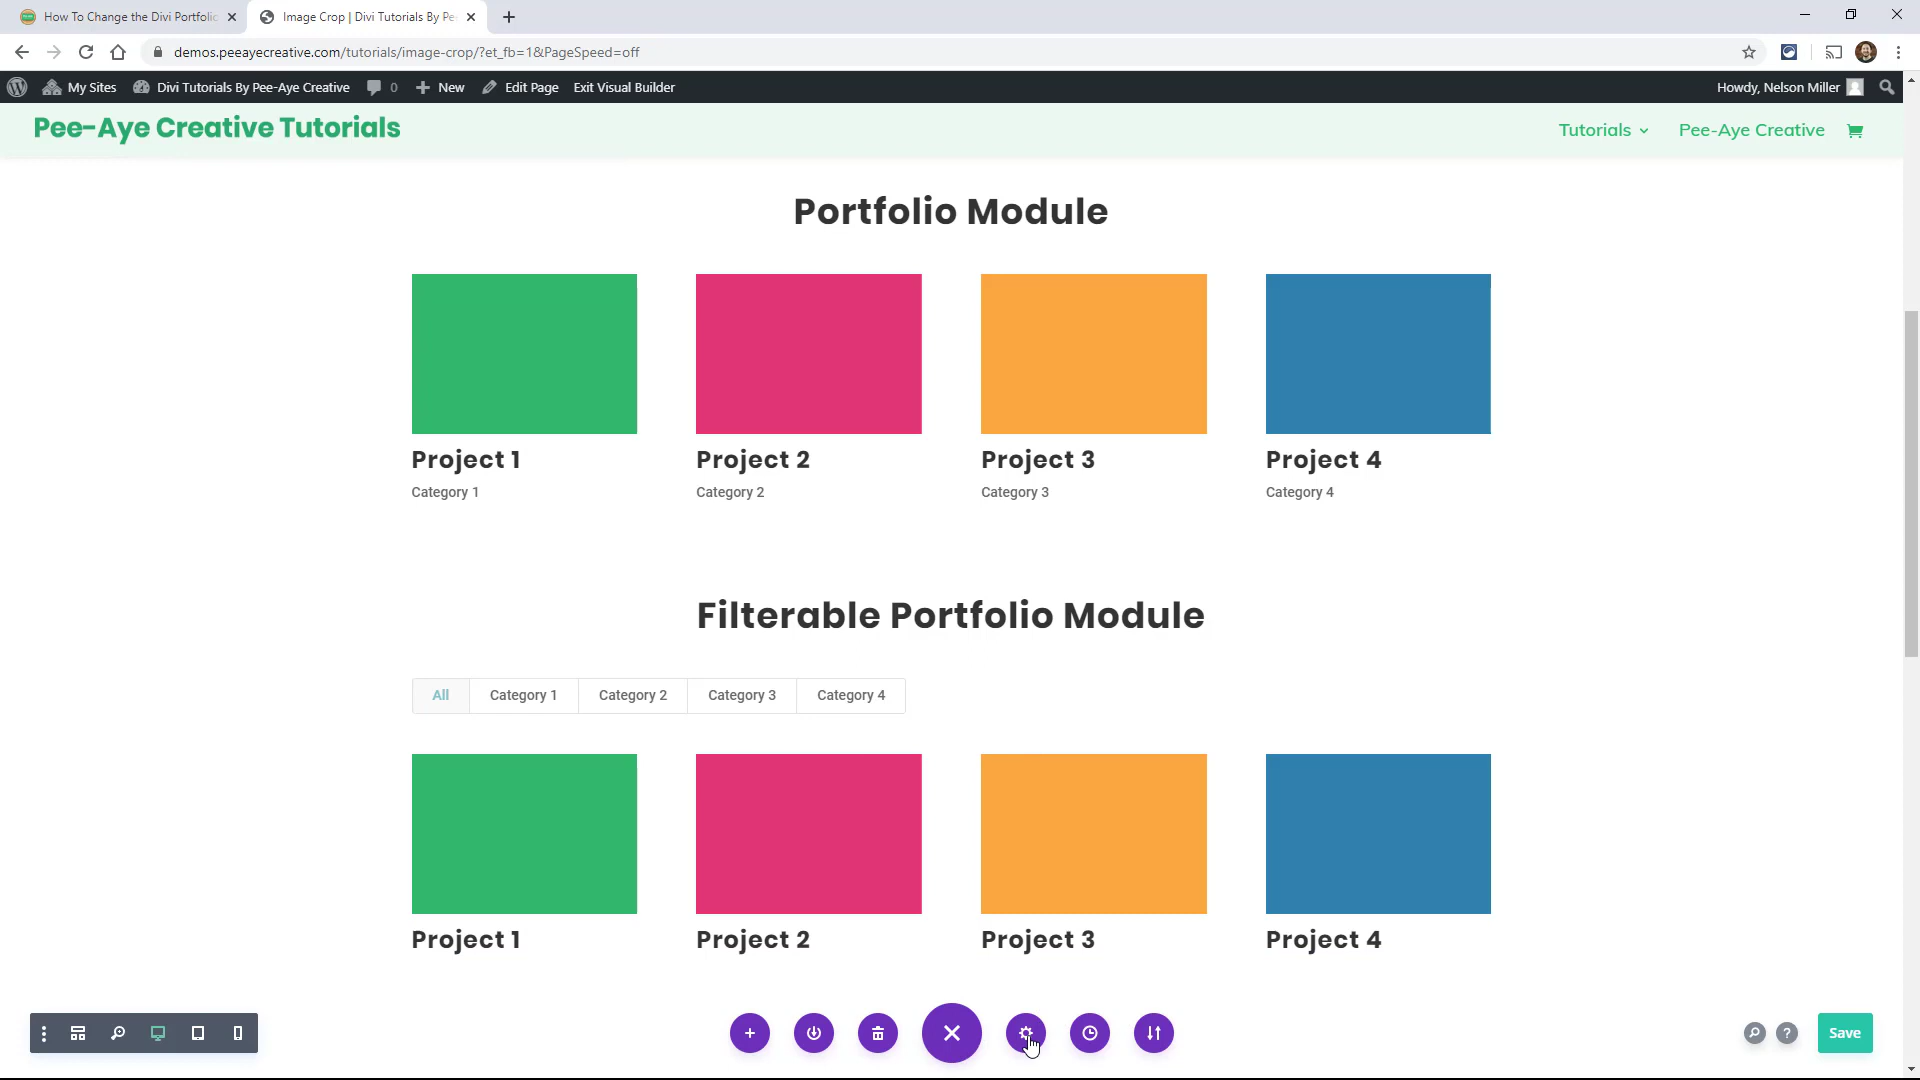 How To Change the Divi Portfolio
Image Crop | Divi Tutorials By Pe
demos.peeayecreative.com/tutorials/image-crop/?et_fb=1&PageSpeed=off
My Sites
Divi Tutorials By Pee-Aye Creative
0
New
Edit Page
Exit Visual Builder
Howdy, Nelson Miller
Pee-Aye Creative Tutorials
Tutorials
Pee-Aye Creative
Portfolio Module
Project 1
Project 2
Project 3
Project 4
Category 1
Category 2
Category 3
Category 4
Filterable Portfolio Module
All
Category 1
Category 2
Category 3
Category 4
Project 1
Project 2
Project 3
Project 4
Save